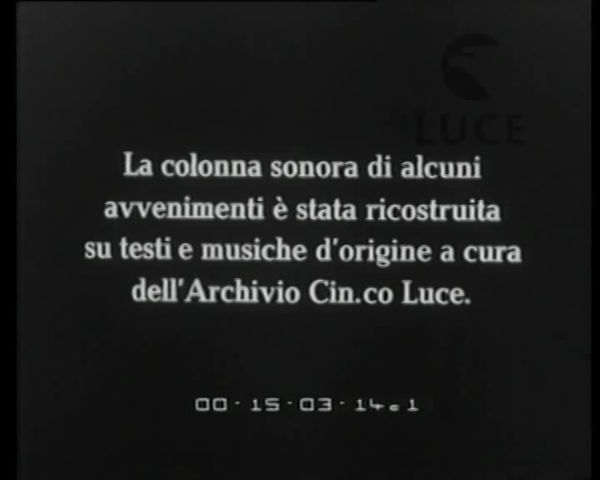 LUCE
La colonna sonora di alcuni
avvenimenti è stata ricostruita
su testi e musiche d'origine a cura
dell'Archivio Cin.co Luce.
00·15·03·14.1